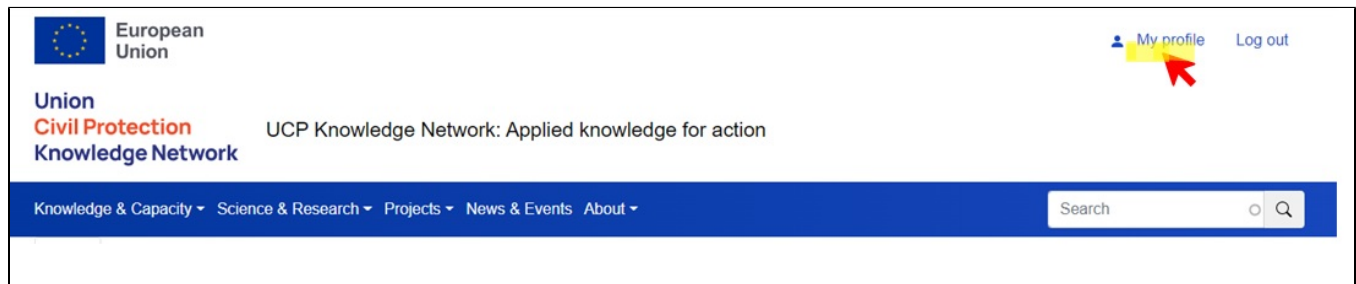 European
Union
My profile Log out
Union
Civil Protection
Knowledge Network
UCP Knowledge Network: Applied knowledge for action
Knowledge & Capacity Science & Research Projects News & Events About
Search